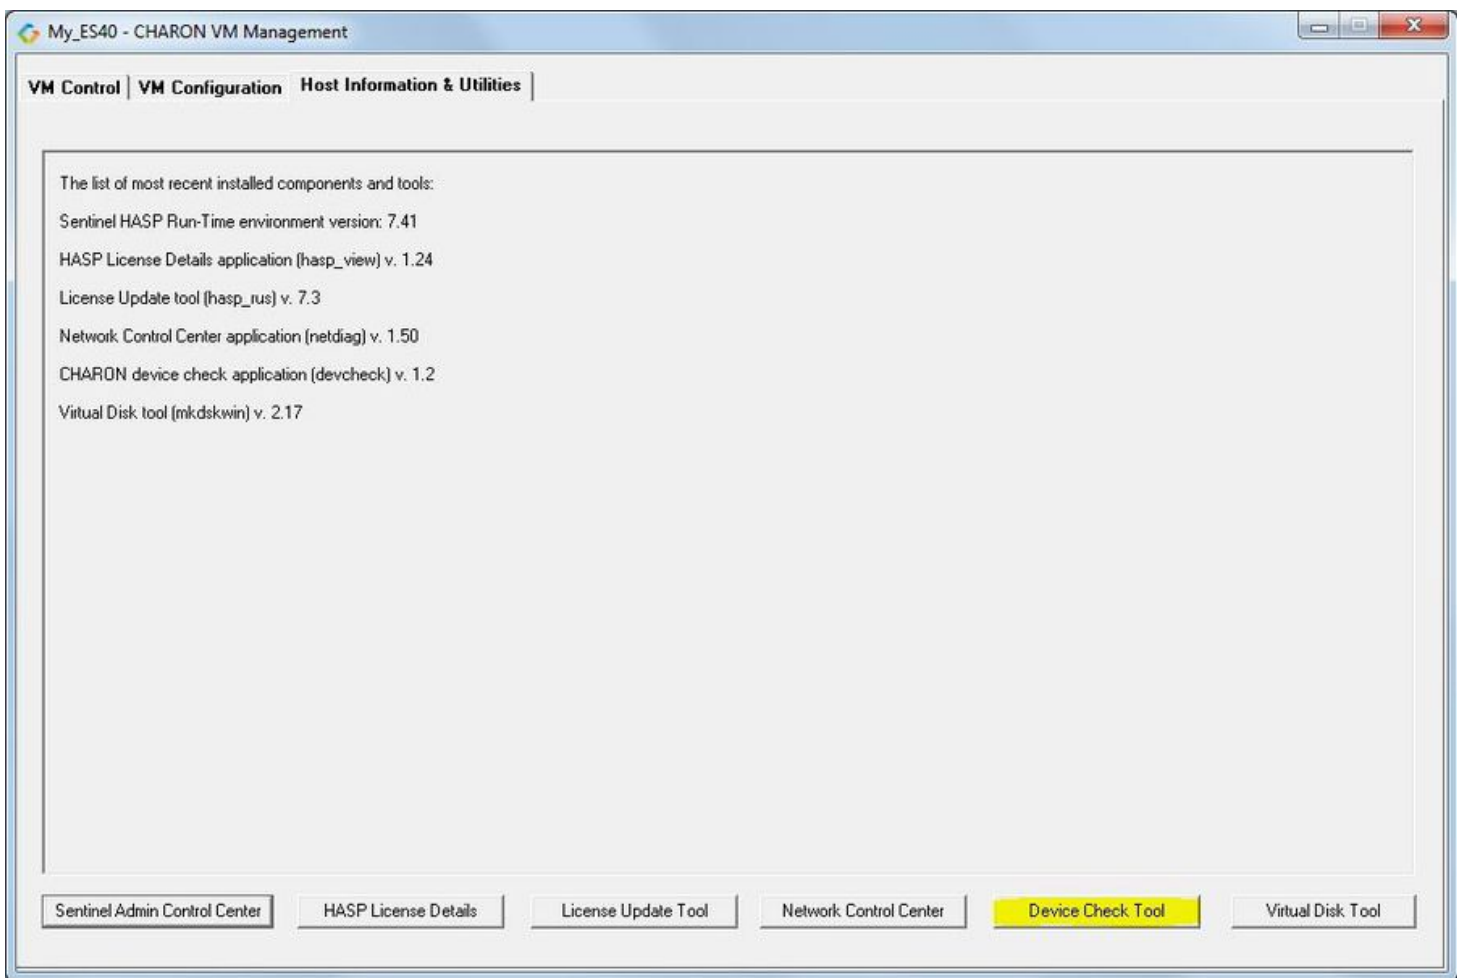 My_ES40 - CHARON VM Management
VM Control VM Configuration Host Information & Utilities
The list of most recent installed components and tools:
Sentinel HASP Run-Time environment version: 7.41
HASP License Details application (hasp_view) v. 1.24
License Update tool (hasp_rus) v. 7.3
Network Control Center application (netdiag) v. 1.50
CHARON device check application (devcheck) v. 1.2
Virtual Disk tool (mkdskwin) v. 2.17
Sentinel Admin Control Center HASP License Details License Update Tool Network Control Center Device Check Tool Virtual Disk Tool